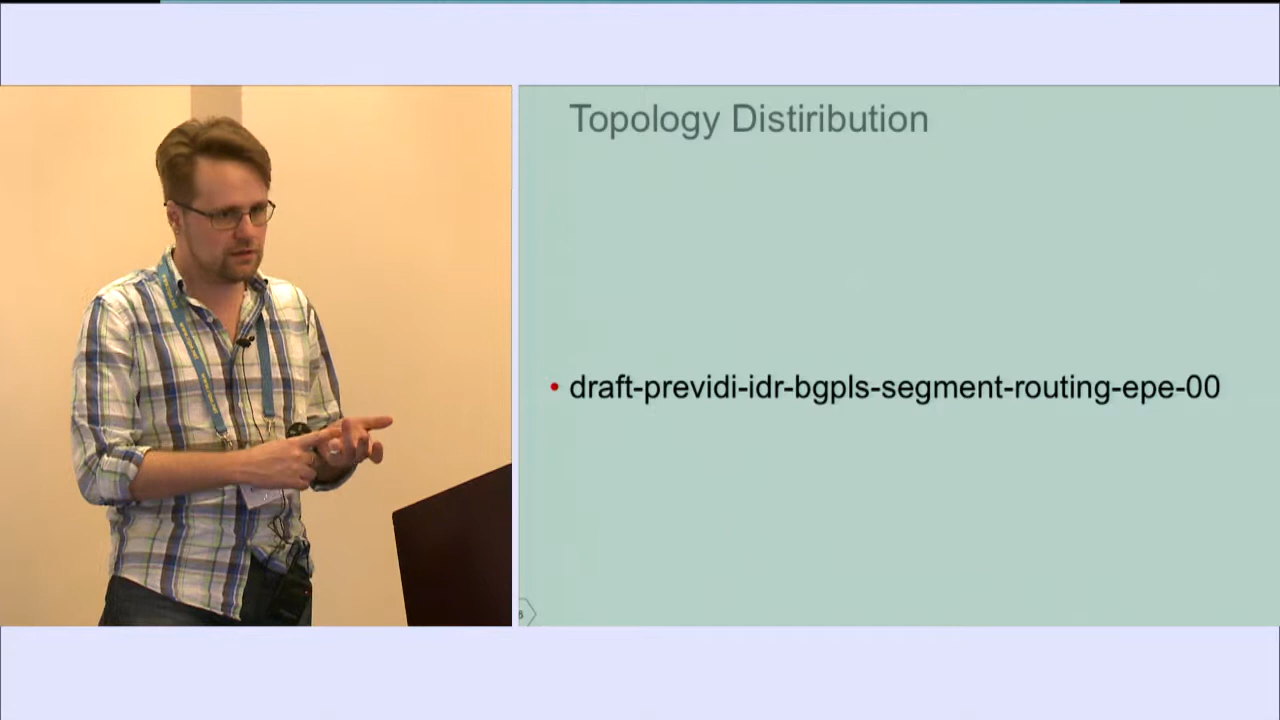 Topology Distiribution
• draft-previdi-idr-bgpls-segment-routing-epe-00